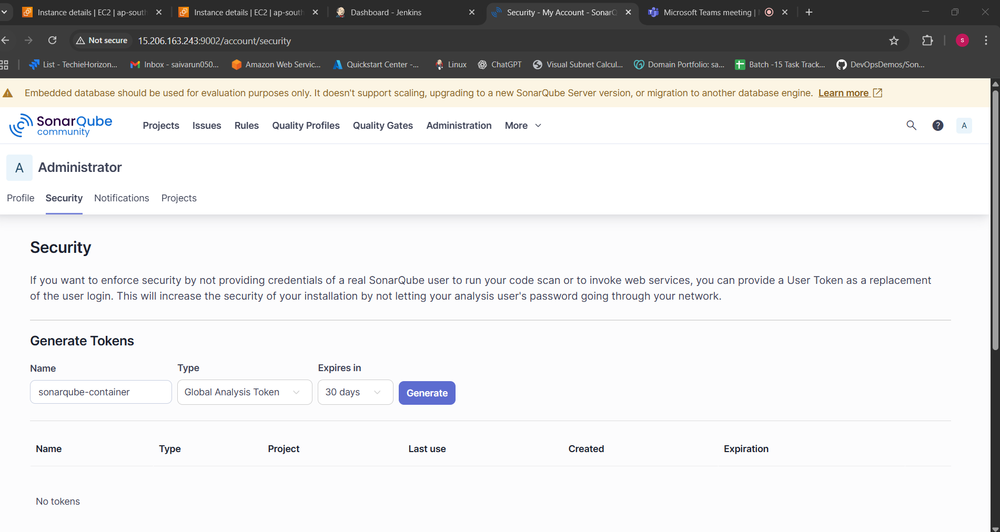 Instance details | EC2 | ap-south
Instance details | EC2 | ap-south
Dashboard - Jenkins
Security - My Account - SonarQ
Microsoft Teams meeting |
Not secure
15.206.163.243:9002/account/security
S
List - TechieHorizon...
Inbox - saivarun050...
Amazon Web Servic...
Quickstart Center -...
Linux
ChatGPT
Visual Subnet Calcul...
Domain Portfolio: sa...
Batch -15 Task Track...
DevOpsDemos/Son...
Embedded database should be used for evaluation purposes only. It doesn't support scaling, upgrading to a new SonarQube Server version, or migration to another database engine. Learn more
SonarQube
community
Projects
Issues
Rules
Quality Profiles
Quality Gates
Administration
More
?
A
A
Administrator
Profile
Security
Notifications
Projects
Security
If you want to enforce security by not providing credentials of a real SonarQube user to run your code scan or to invoke web services, you can provide a User Token as a replacement
of the user login. This will increase the security of your installation by not letting your analysis user's password going through your network.
Generate Tokens
Name
Type
Expires in
sonarqube-container
Global Analysis Token
30 days
Generate
Name
Type
Project
Last use
Created
Expiration
No tokens